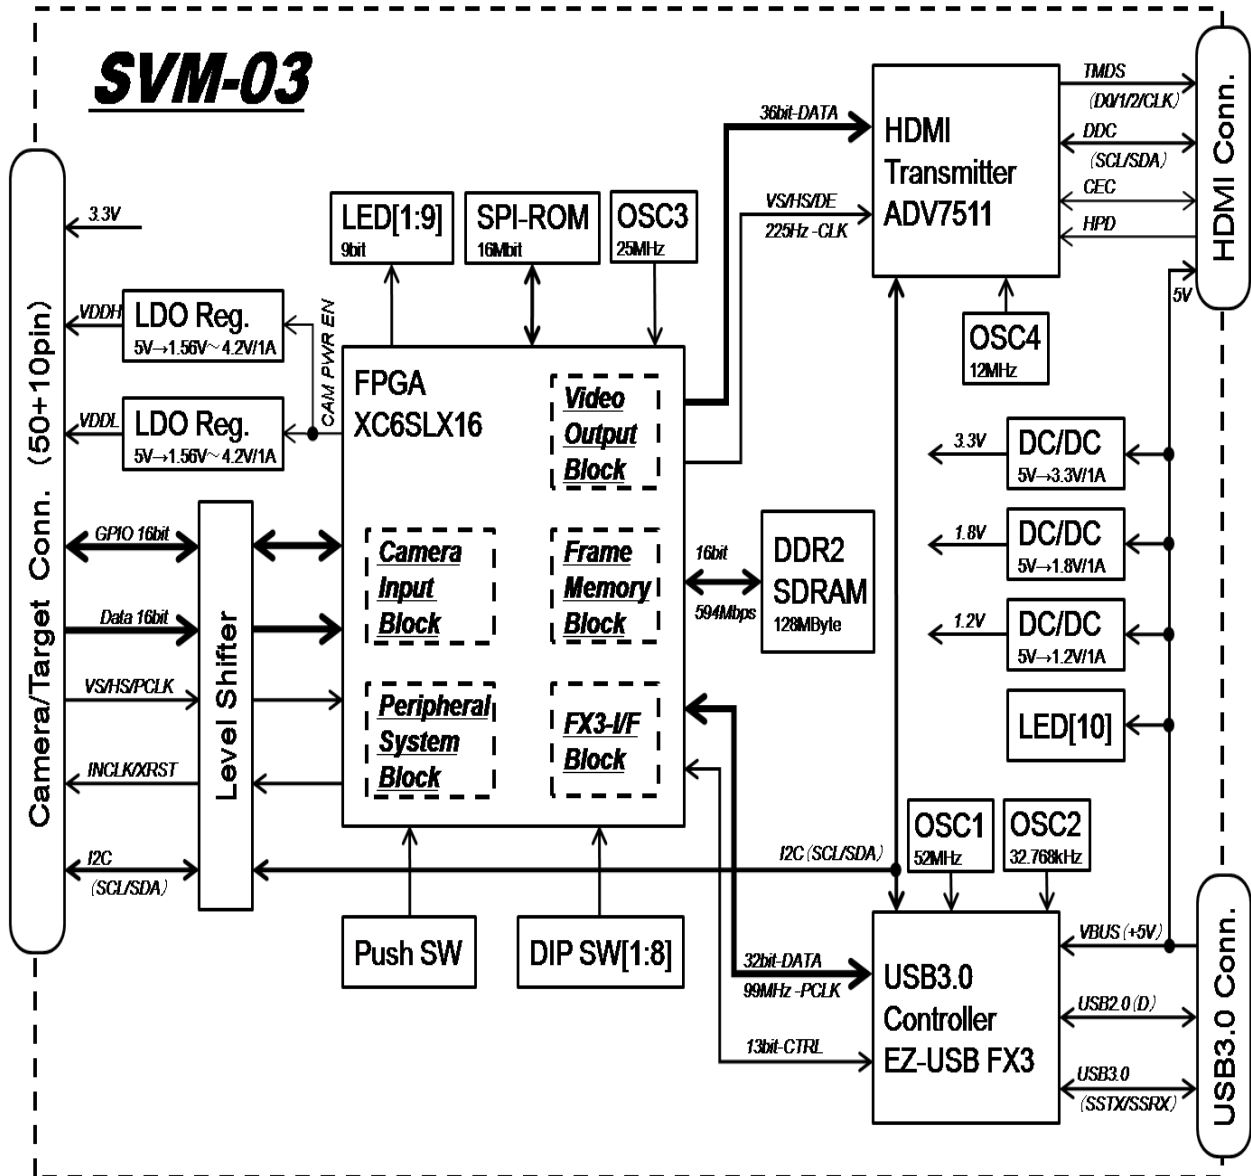 SVM-03
Camera/Target Conn. (50+10pin)
3.3V
VDDH
LDO Reg.
5V→1.56V~4.2V/1A
VDDL
LDO Reg.
5V→1.56V~4.2V/1A
CAM PWR EN
GPIO 16bit
Data 16bit
VS/HS/PCLK
INCLK/XRST
I2C
(SCL/SDA)
Level Shifter
LED[1:9]
9bit
SPI-ROM
16Mbit
OSC3
25MHz
FPGA
XC6SLX16
Video
Output
Block
Camera
Input
Block
Frame
Memory
Block
Peripheral
System
Block
FX3-I/F
Block
Push SW
DIP SW[1:8]
36bit-DATA
VS/HS/DE
225Hz-CLK
16bit
594Mbps
DDR2
SDRAM
128MByte
I2C(SCL/SDA)
32bit-DATA
99MHz-PCLK
13bit-CTRL
HDMI
Transmitter
ADV7511
TMDS
(D0/1/2/CLK)
DDC
(SCL/SDA)
CEC
HPD
5V
HDMI Conn.
OSC4
12MHz
3.3V
DC/DC
5V→3.3V/1A
1.8V
DC/DC
5V→1.8V/1A
1.2V
DC/DC
5V→1.2V/1A
LED[10]
OSC1
52MHz
OSC2
32.768kHz
USB3.0
Controller
EZ-USB FX3
VBUS(+5V)
USB2.0(D)
USB3.0
(SSTX/SSRX)
USB3.0 Conn.